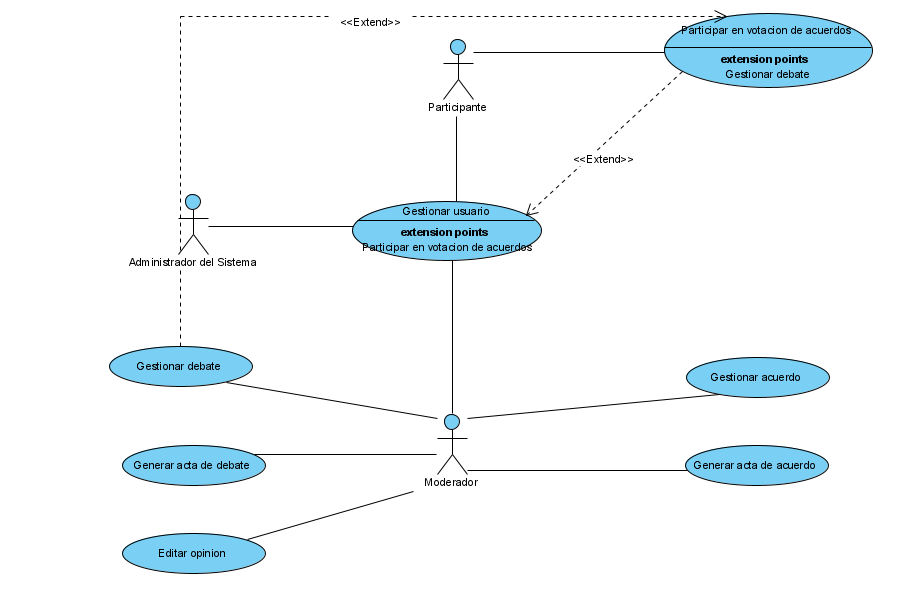 <<Extend>>
Participar en votacion de acuerdos
extension points
Gestionar debate
Participante
<<Extend>>
Gestionar usuario
extension points
Participar en votacion de acuerdos
Administrador del Sistema
Gestionar debate
Gestionar acuerdo
Generar acta de debate
Generar acta de acuerdo
Moderador
Editar opinion